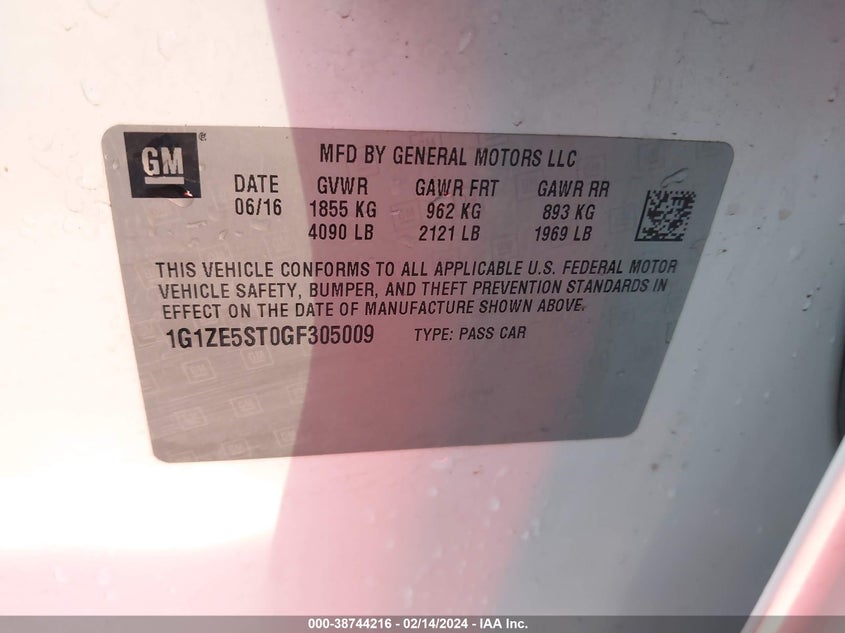 GM ® MFD BY GENERAL MOTORS LLC
DATE GVWR GAWR FRT GAWR RR
06/16 1855 KG 962 KG 893 KG
4090 LB 2121 LB 1969 LB
THIS VEHICLE CONFORMS TO ALL APPLICABLE U.S. FEDERAL MOTOR
VEHICLE SAFETY, BUMPER, AND THEFT PREVENTION STANDARDS IN
EFFECT ON THE DATE OF MANUFACTURE SHOWN ABOVE.
1G1ZE5ST0GF305009 TYPE: PASS CAR
000-38744216 - 02/14/2024 - IAA Inc.